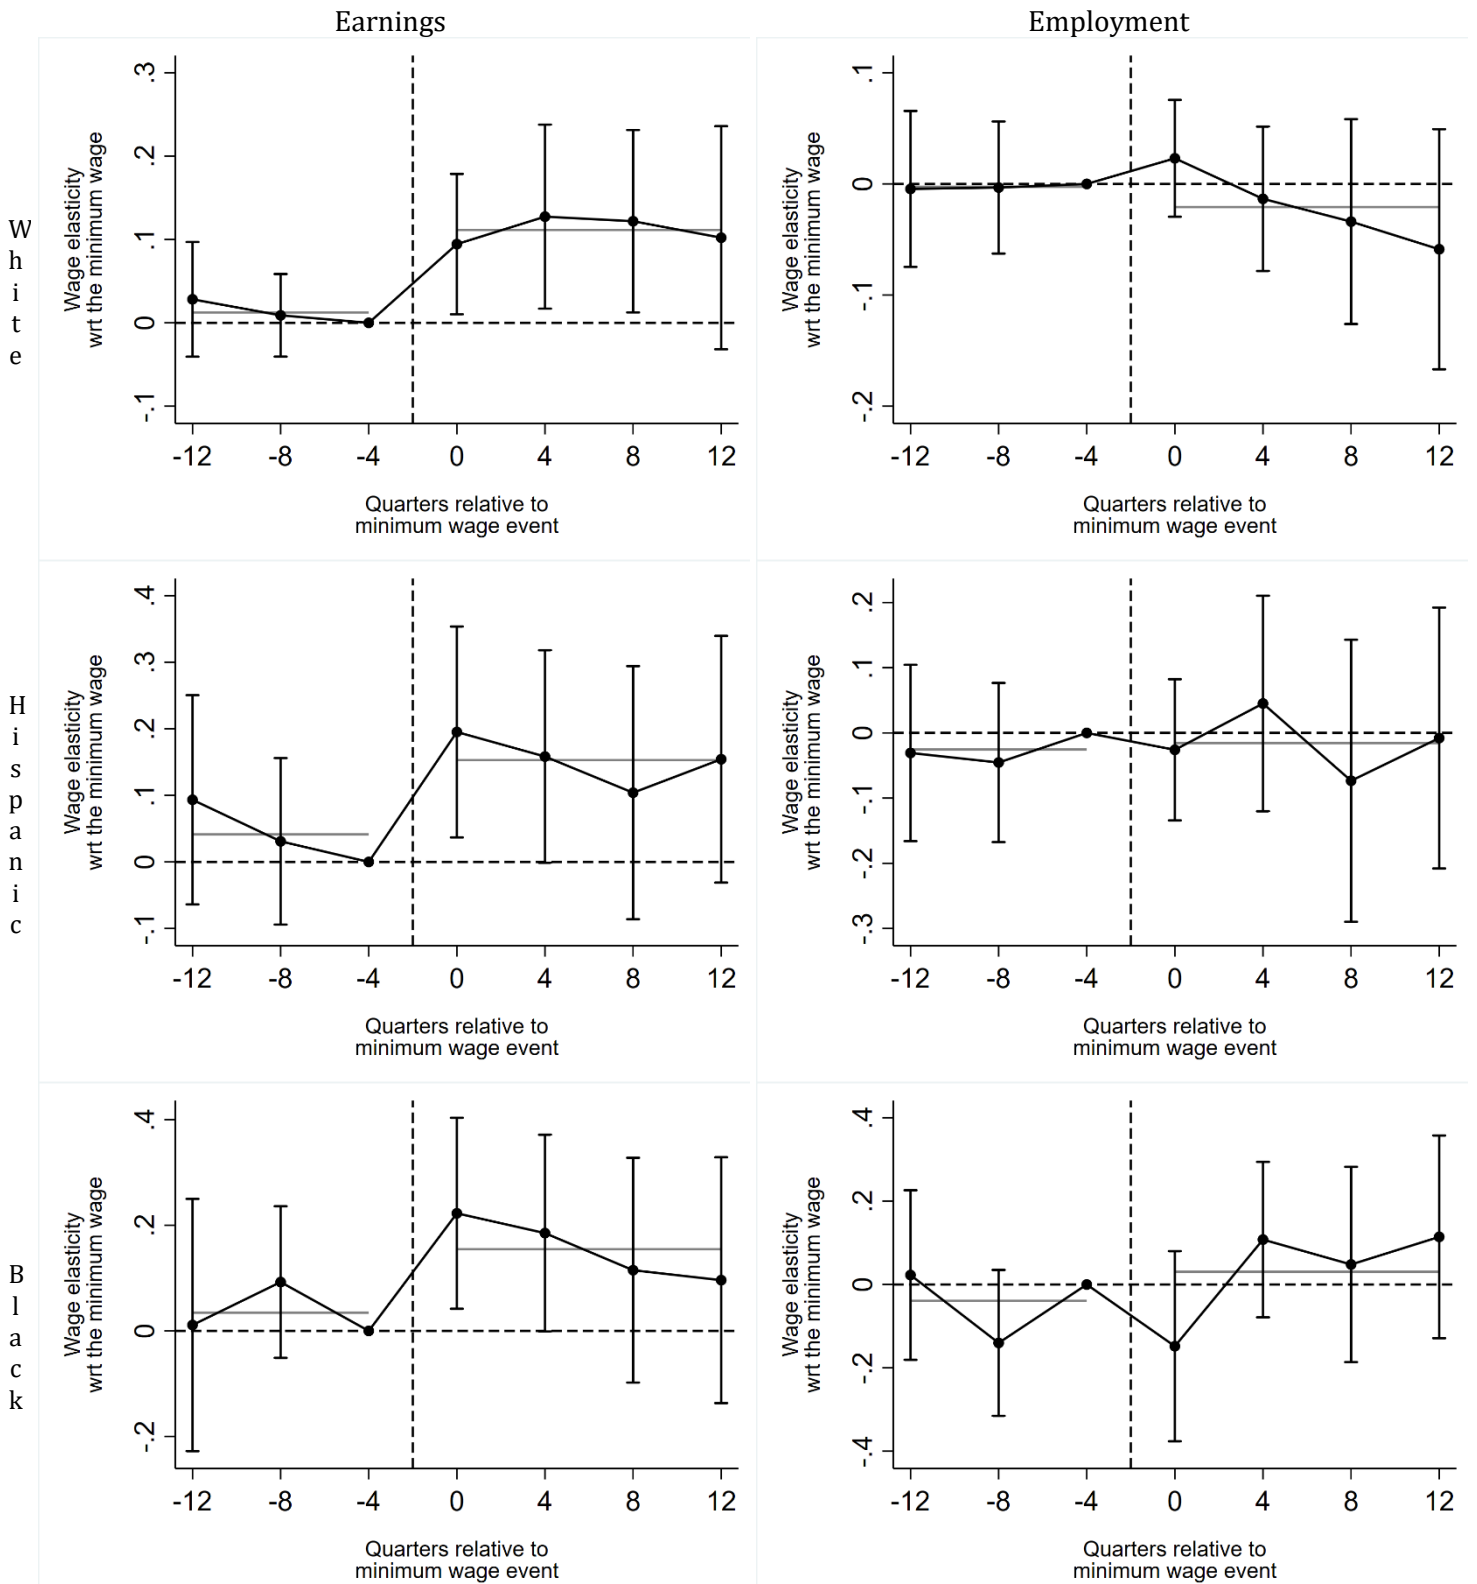 Earnings
Employment
White
Wage elasticity
wrt the minimum wage
.3
.2
.1
0
-.1
-12 -8 -4 0 4 8 12
Quarters relative to
minimum wage event
Wage elasticity
wrt the minimum wage
.1
0
-.1
-.2
-12 -8 -4 0 4 8 12
Quarters relative to
minimum wage event
Hispanic
Wage elasticity
wrt the minimum wage
.4
.3
.2
.1
0
-.1
-12 -8 -4 0 4 8 12
Quarters relative to
minimum wage event
Wage elasticity
wrt the minimum wage
.2
.1
0
-.1
-.2
-.3
-12 -8 -4 0 4 8 12
Quarters relative to
minimum wage event
Black
Wage elasticity
wrt the minimum wage
.4
.2
0
-.2
-12 -8 -4 0 4 8 12
Quarters relative to
minimum wage event
Wage elasticity
wrt the minimum wage
.4
.2
0
-.2
-.4
-12 -8 -4 0 4 8 12
Quarters relative to
minimum wage event